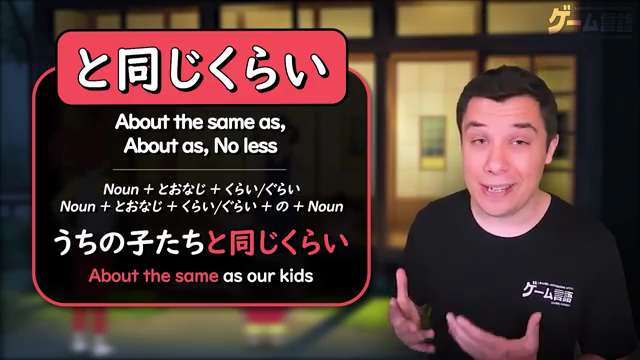 ゲーム言語
と同じくらい
About the same as,
About as, No less
Noun + とおなじ + くらい/ぐらい
Noun + とおなじ + くらい/ぐらい + の + Noun
うちの子たちと同じくらい
About the same as our kids
ゲーム言語